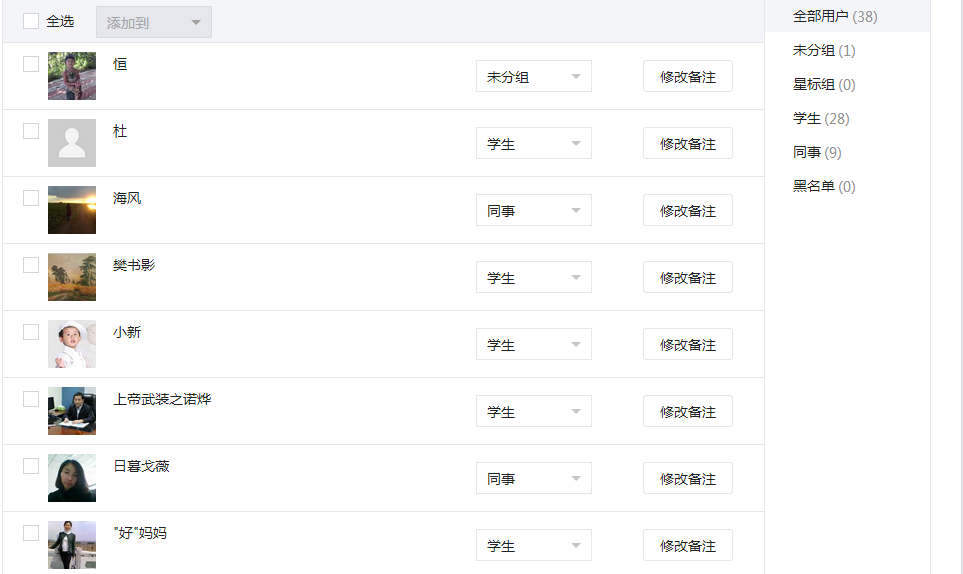 全选 添加到
恒 未分组 修改备注
杜 学生 修改备注
海风 同事 修改备注
樊书影 学生 修改备注
小新 学生 修改备注
上帝武装之诺烨 学生 修改备注
日暮戈薇 同事 修改备注
"好"妈妈 学生 修改备注
全部用户 (38)
未分组 (1)
星标组 (0)
学生 (28)
同事 (9)
黑名单 (0)